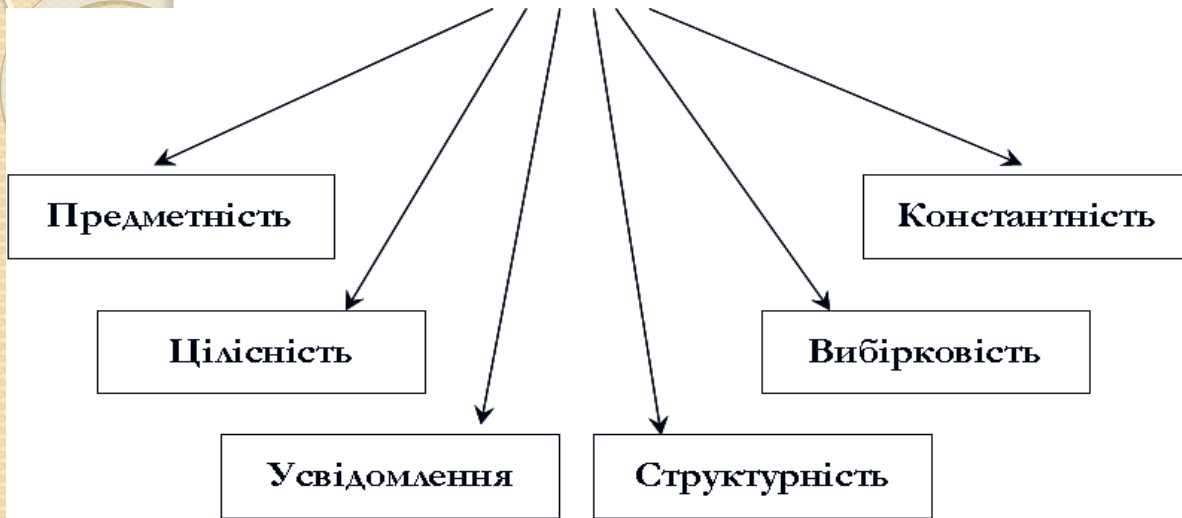 Предметність
Константність
Цілісність
Вибірковість
Усвідомлення
Структурність